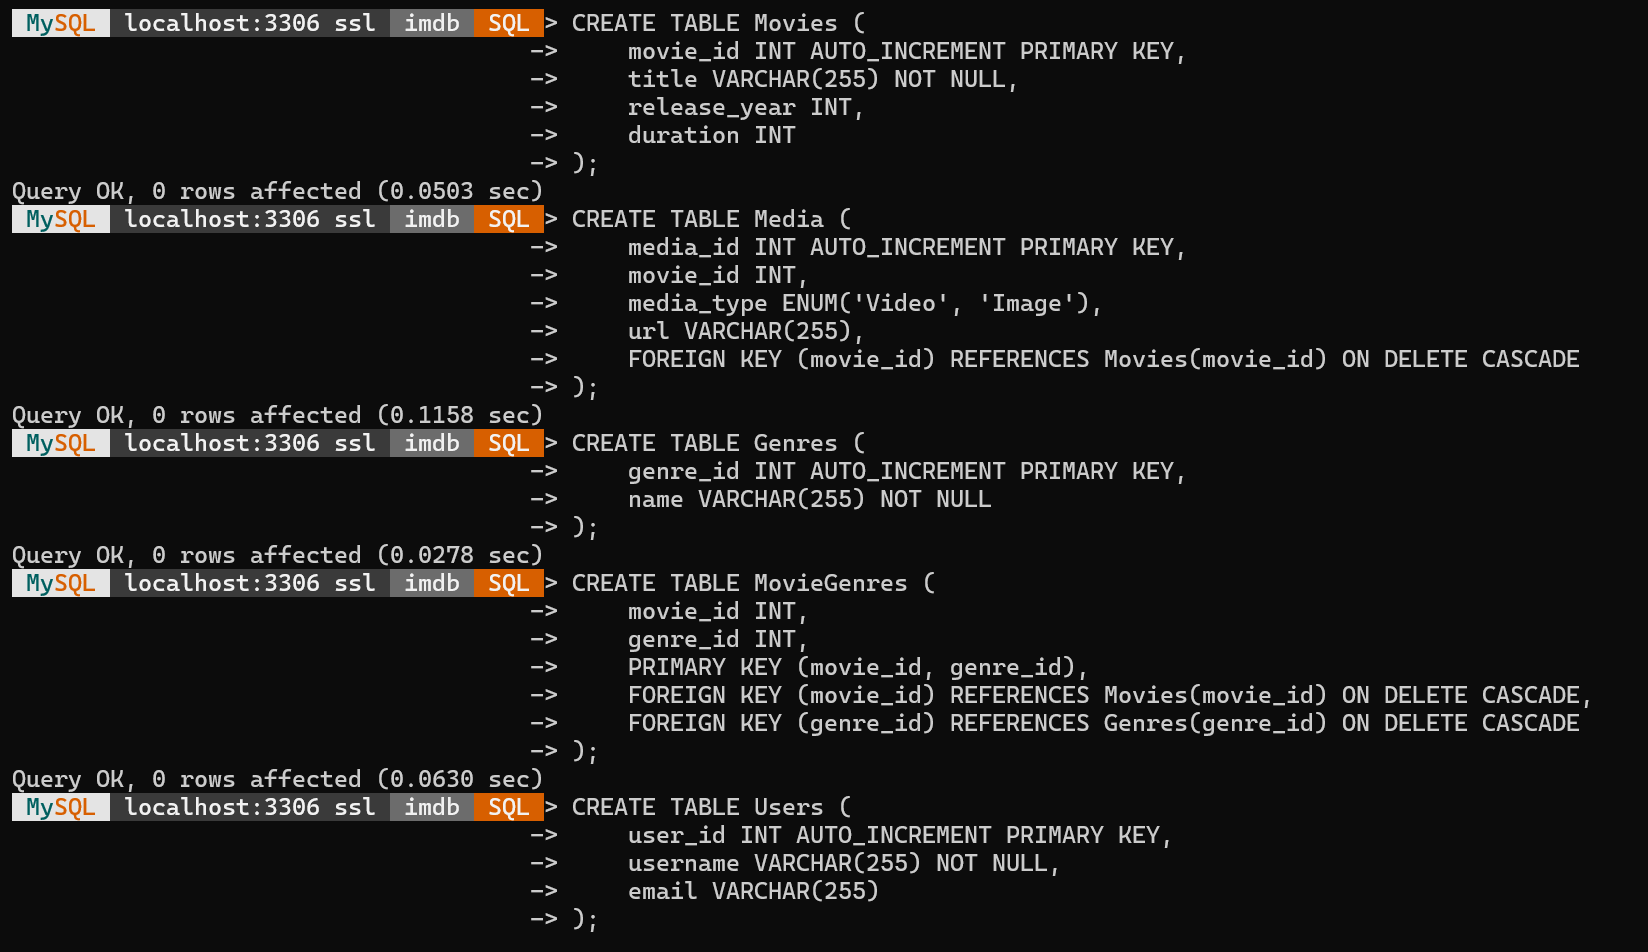 MySQL localhost:3306 ssl imdb SQL > CREATE TABLE Movies (
-> movie_id INT AUTO_INCREMENT PRIMARY KEY,
-> title VARCHAR(255) NOT NULL,
-> release_year INT,
-> duration INT
-> );
Query OK, 0 rows affected (0.0503 sec)
MySQL localhost:3306 ssl imdb SQL > CREATE TABLE Media (
-> media_id INT AUTO_INCREMENT PRIMARY KEY,
-> movie_id INT,
-> media_type ENUM('Video', 'Image'),
-> url VARCHAR(255),
-> FOREIGN KEY (movie_id) REFERENCES Movies(movie_id) ON DELETE CASCADE
-> );
Query OK, 0 rows affected (0.1158 sec)
MySQL localhost:3306 ssl imdb SQL > CREATE TABLE Genres (
-> genre_id INT AUTO_INCREMENT PRIMARY KEY,
-> name VARCHAR(255) NOT NULL
-> );
Query OK, 0 rows affected (0.0278 sec)
MySQL localhost:3306 ssl imdb SQL > CREATE TABLE MovieGenres (
-> movie_id INT,
-> genre_id INT,
-> PRIMARY KEY (movie_id, genre_id),
-> FOREIGN KEY (movie_id) REFERENCES Movies(movie_id) ON DELETE CASCADE,
-> FOREIGN KEY (genre_id) REFERENCES Genres(genre_id) ON DELETE CASCADE
-> );
Query OK, 0 rows affected (0.0630 sec)
MySQL localhost:3306 ssl imdb SQL > CREATE TABLE Users (
-> user_id INT AUTO_INCREMENT PRIMARY KEY,
-> username VARCHAR(255) NOT NULL,
-> email VARCHAR(255)
-> );